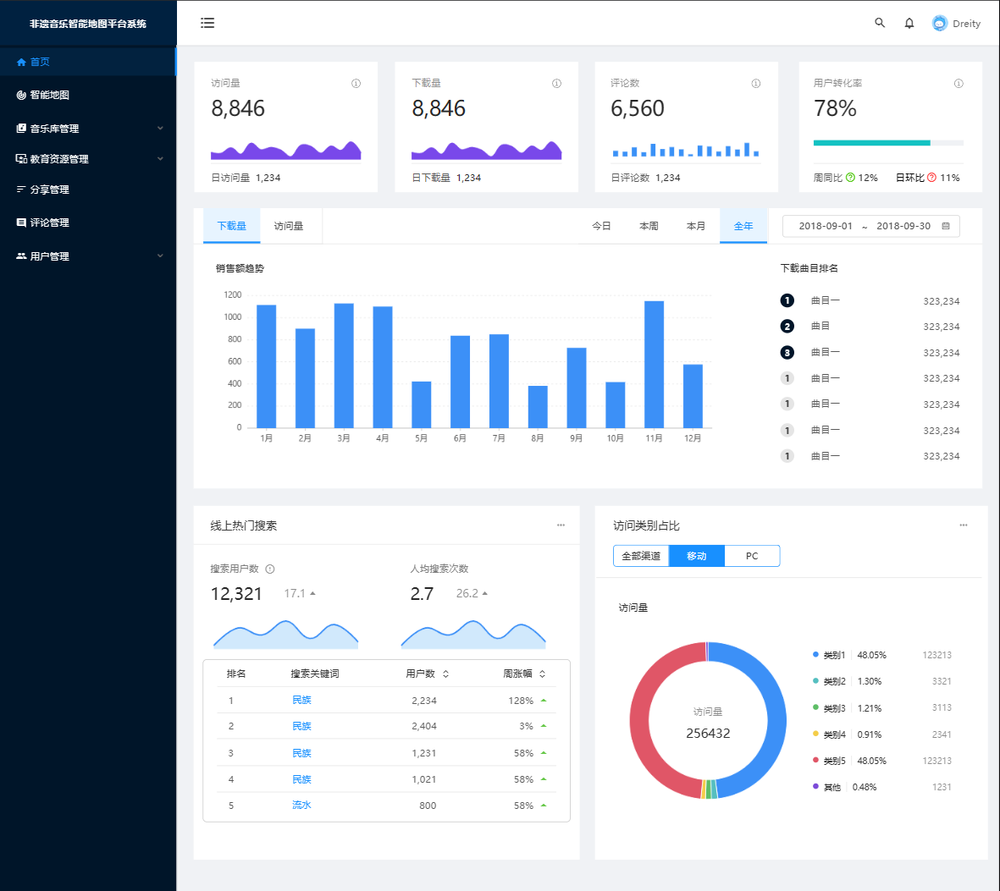 非遗音乐智能地图平台系统
Dreity
首页
智能地图
音乐库管理
教育资源管理
分享管理
评论管理
用户管理
访问量
8,846
日访问量 1,234
下载量
8,846
日下载量 1,234
评论数
6,560
日评论数 1,234
用户转化率
78%
周同比 12% 日环比 11%
下载量 访问量 今日 本周 本月 全年 2018-09-01 ~ 2018-09-30
销售额趋势
1200
1000
800
600
400
200
0
1月 2月 3月 4月 5月 6月 7月 8月 9月 10月 11月 12月
下载曲目排名
1 曲目一 323,234
2 曲目 323,234
3 曲目一 323,234
1 曲目一 323,234
1 曲目一 323,234
1 曲目一 323,234
1 曲目一 323,234
线上热门搜索
搜索用户数
12,321 17.1
人均搜索次数
2.7 26.2
排名 搜索关键词 用户数 周涨幅
1 民族 2,234 128%
2 民族 2,404 3%
3 民族 1,231 58%
4 民族 1,021 58%
5 流水 800 58%
访问类别占比
全部渠道 移动 PC
访问量
访问量
256432
类别1 48.05% 123213
类别2 1.30% 3321
类别3 1.21% 3113
类别4 0.91% 2341
类别5 48.05% 123213
其他 0.48% 1231